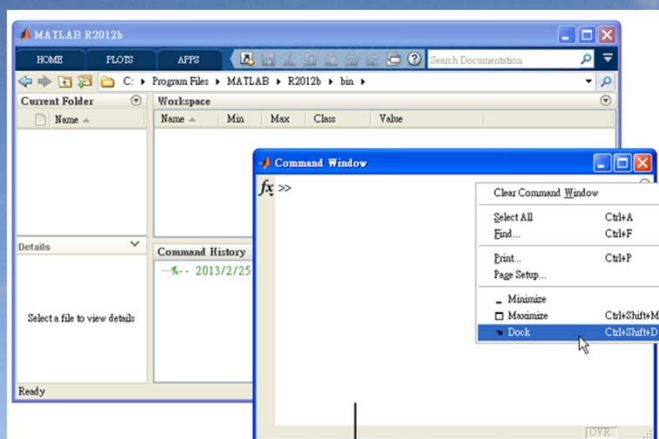 MATLAB R2012b
HOME PLOTS APPS Search Documentation
C: Program Files MATLAB R2012b bin
Current Folder Workspace
Name Name Min Max Class Value
Command Window
fx >>
Clear Command Window
Select All Ctrl+A
Find... Ctrl+F
Print... Ctrl+P
Page Setup...
Minimize
Maximize Ctrl+Shift+M
Dock Ctrl+Shift+D
Details Command History
%-- 2013/2/25
Select a file to view details
Ready
OVR